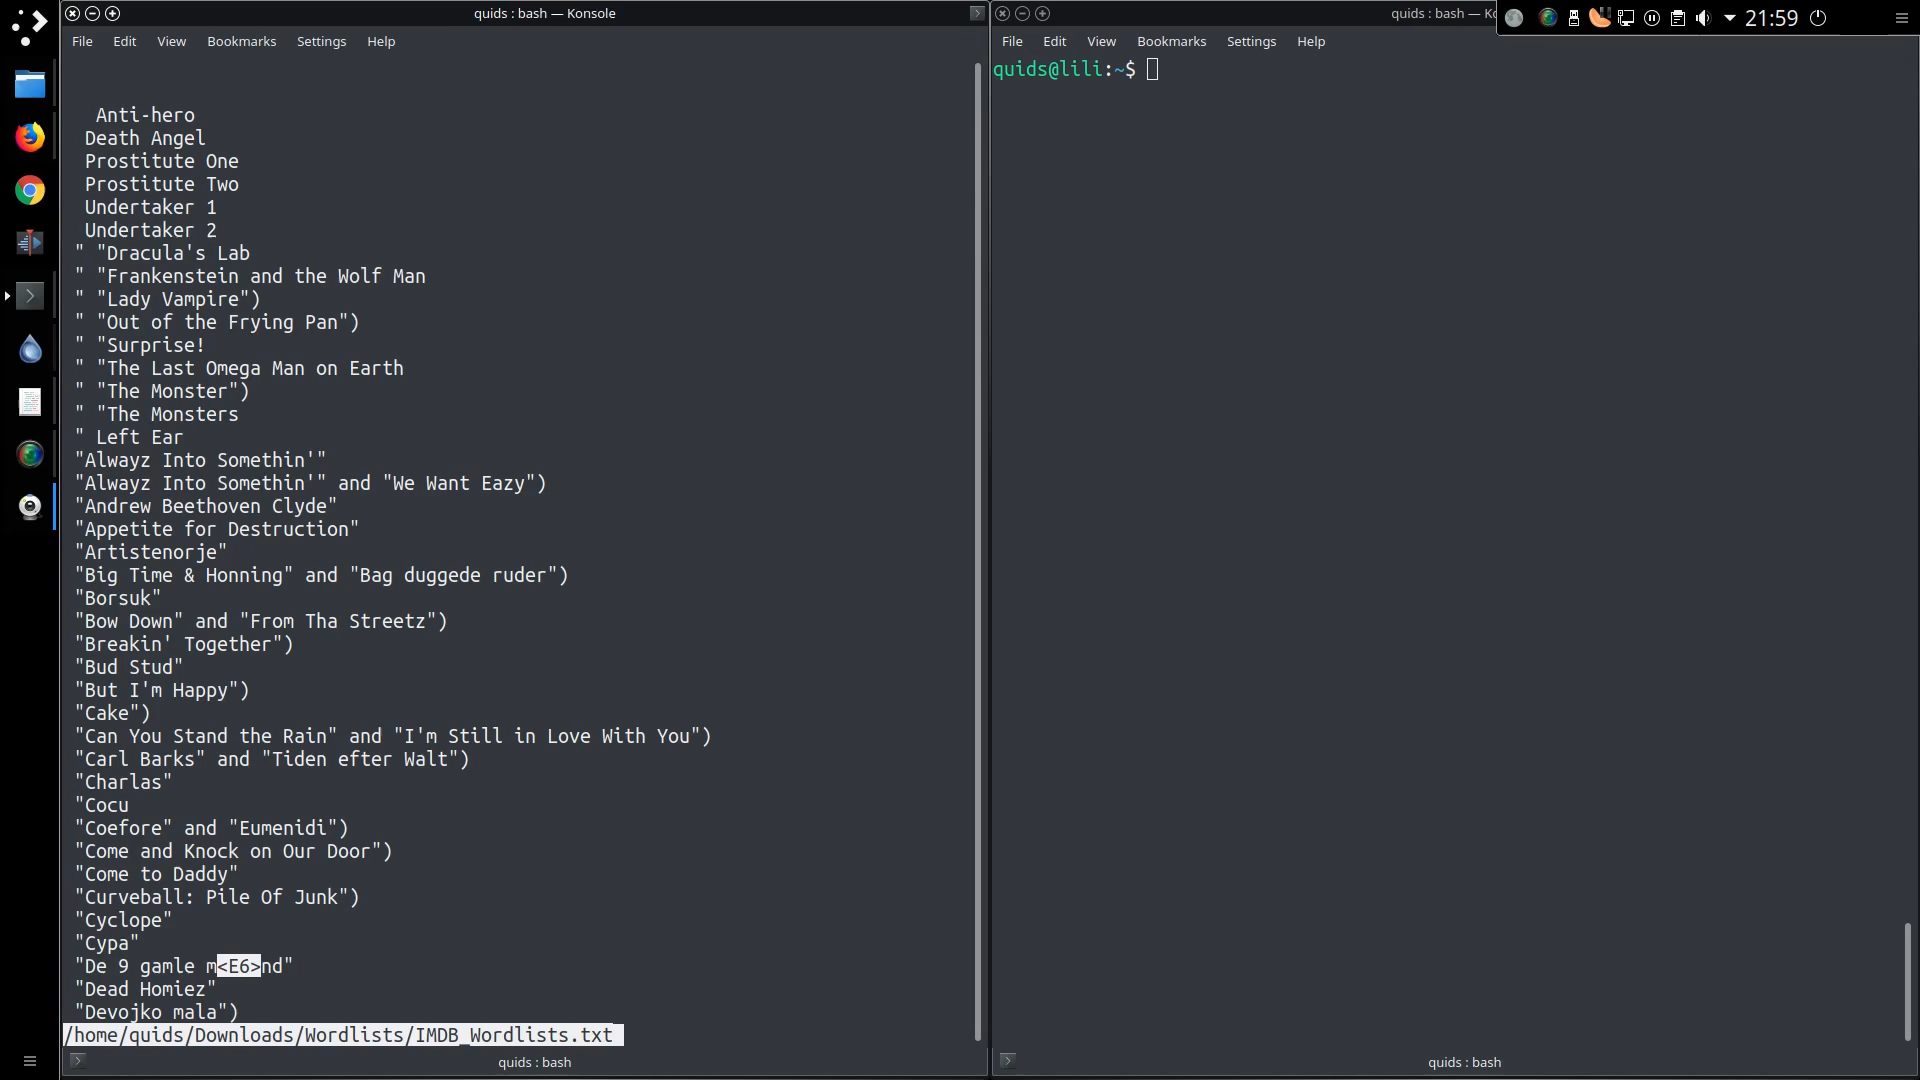 quids : bash — Konsole
File Edit View Bookmarks Settings Help
Anti-hero
Death Angel
Prostitute One
Prostitute Two
Undertaker 1
Undertaker 2
" "Dracula's Lab
" "Frankenstein and the Wolf Man
" "Lady Vampire")
" "Out of the Frying Pan")
" "Surprise!
" "The Last Omega Man on Earth
" "The Monster")
" "The Monsters
" Left Ear
"Alwayz Into Somethin'"
"Alwayz Into Somethin'" and "We Want Eazy")
"Andrew Beethoven Clyde"
"Appetite for Destruction"
"Artistenorje"
"Big Time & Honning" and "Bag duggede ruder")
"Borsuk"
"Bow Down" and "From Tha Streetz")
"Breakin' Together")
"Bud Stud"
"But I'm Happy")
"Cake")
"Can You Stand the Rain" and "I'm Still in Love With You")
"Carl Barks" and "Tiden efter Walt")
"Charlas"
"Cocu
"Coefore" and "Eumenidi")
"Come and Knock on Our Door")
"Come to Daddy"
"Curveball: Pile Of Junk")
"Cyclope"
"Cypa"
"De 9 gamle m<E6>nd"
"Dead Homiez"
"Devojko mala")
/home/quids/Downloads/Wordlists/IMDB_Wordlists.txt
quids : bash
quids : bash — Ko
21:59
File Edit View Bookmarks Settings Help
quids@lili:~$
quids : bash